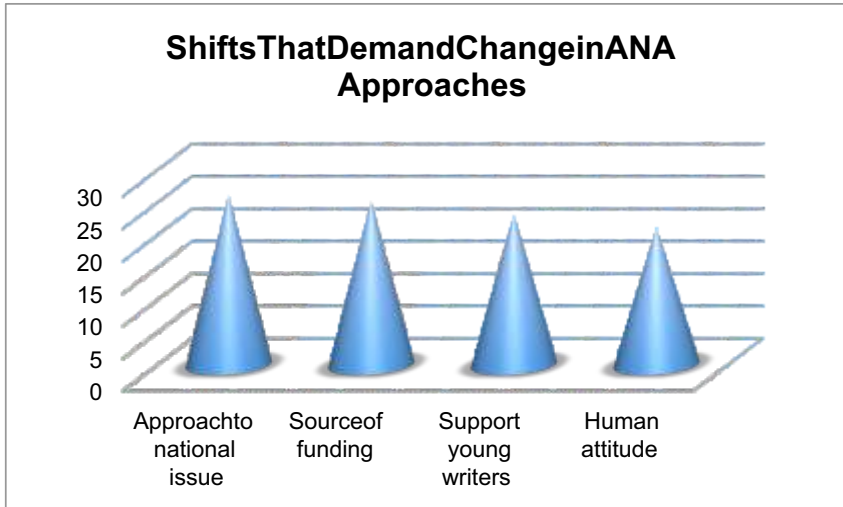 ShiftsThatDemandChangeinANA
Approaches
30
25
20
15
10
5
0
Approachto
national
issue
Sourceof
funding
Support
young
writers
Human
attitude